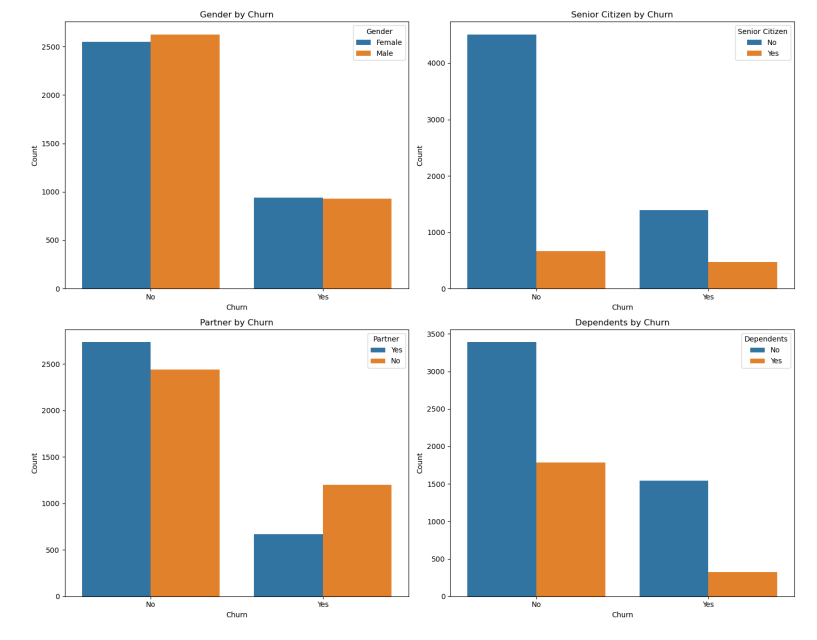 Gender by Churn
Gender
Female
Male
2500
2000
1500
1000
500
0
Count
No
Yes
Churn
Senior Citizen by Churn
Senior Citizen
No
Yes
4000
3000
2000
1000
0
Count
No
Yes
Churn
Partner by Churn
Partner
Yes
No
2500
2000
1500
1000
500
0
Count
No
Yes
Churn
Dependents by Churn
Dependents
No
Yes
3500
3000
2500
2000
1500
1000
500
0
Count
No
Yes
Churn